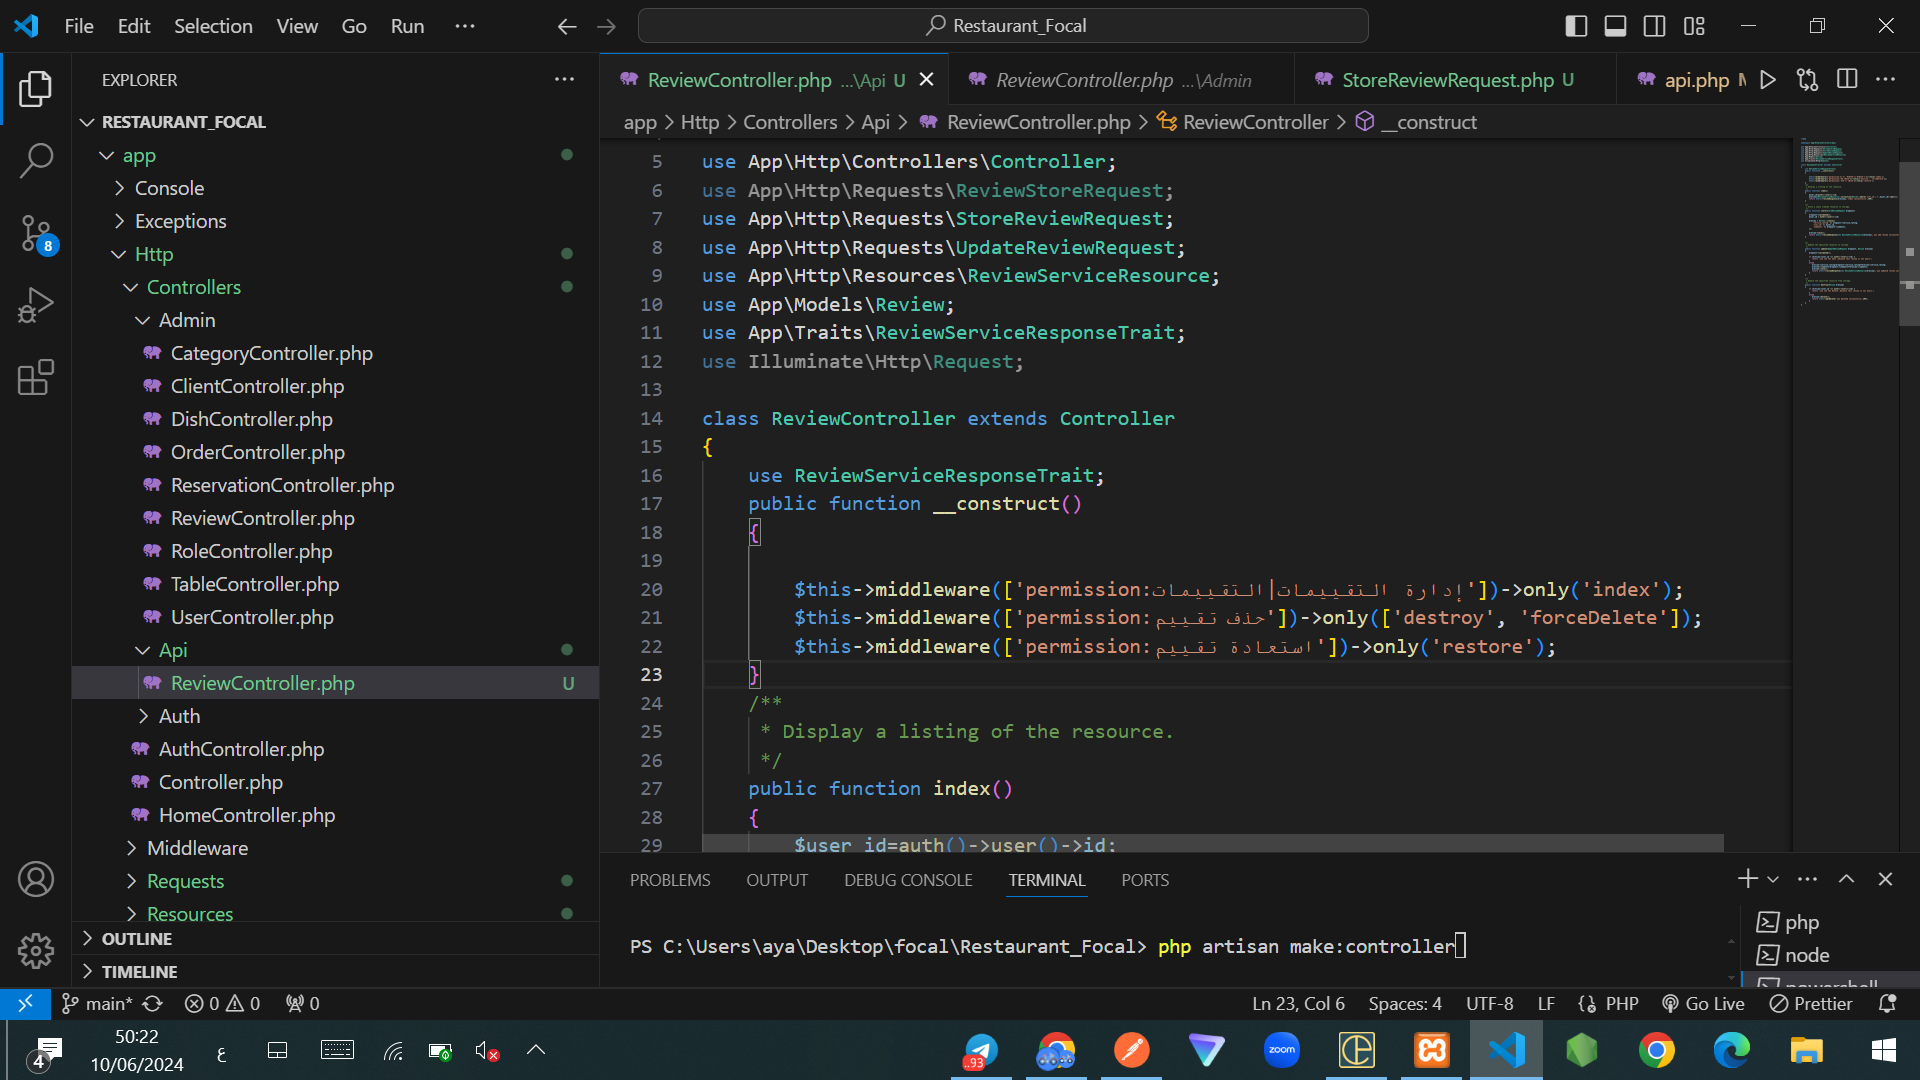 File Edit Selection View Go Run ···
Restaurant_Focal
EXPLORER
RESTAURANT_FOCAL
app
Console
Exceptions
Http
Controllers
Admin
CategoryController.php
ClientController.php
DishController.php
OrderController.php
ReservationController.php
ReviewController.php
RoleController.php
TableController.php
UserController.php
Api
ReviewController.php U
Auth
AuthController.php
Controller.php
HomeController.php
Middleware
Requests
Resources
OUTLINE
TIMELINE
8
ReviewController.php ...\Api U
ReviewController.php ...\Admin
StoreReviewRequest.php U
api.php
app > Http > Controllers > Api > ReviewController.php > ReviewController > __construct
5 use App\Http\Controllers\Controller;
6 use App\Http\Requests\ReviewStoreRequest;
7 use App\Http\Requests\StoreReviewRequest;
8 use App\Http\Requests\UpdateReviewRequest;
9 use App\Http\Resources\ReviewServiceResource;
10 use App\Models\Review;
11 use App\Traits\ReviewServiceResponseTrait;
12 use Illuminate\Http\Request;
13
14 class ReviewController extends Controller
15 {
16 use ReviewServiceResponseTrait;
17 public function __construct()
18 {
19
20 $this->middleware(['permission:إدارة التقييمات|التقييمات'])->only('index');
21 $this->middleware(['permission:حذف تقييم'])->only(['destroy', 'forceDelete']);
22 $this->middleware(['permission:استعادة تقييم'])->only('restore');
23 }
24 /**
25 * Display a listing of the resource.
26 */
27 public function index()
28 {
29 $user_id=auth()->user()->id;
PROBLEMS OUTPUT DEBUG CONSOLE TERMINAL PORTS
PS C:\Users\aya\Desktop\focal\Restaurant_Focal> php artisan make:controller
php
node
powershell
main* 0 0 0
Ln 23, Col 6 Spaces: 4 UTF-8 LF PHP Go Live Prettier
4
50:22
10/06/2024
ع
..93
zoom